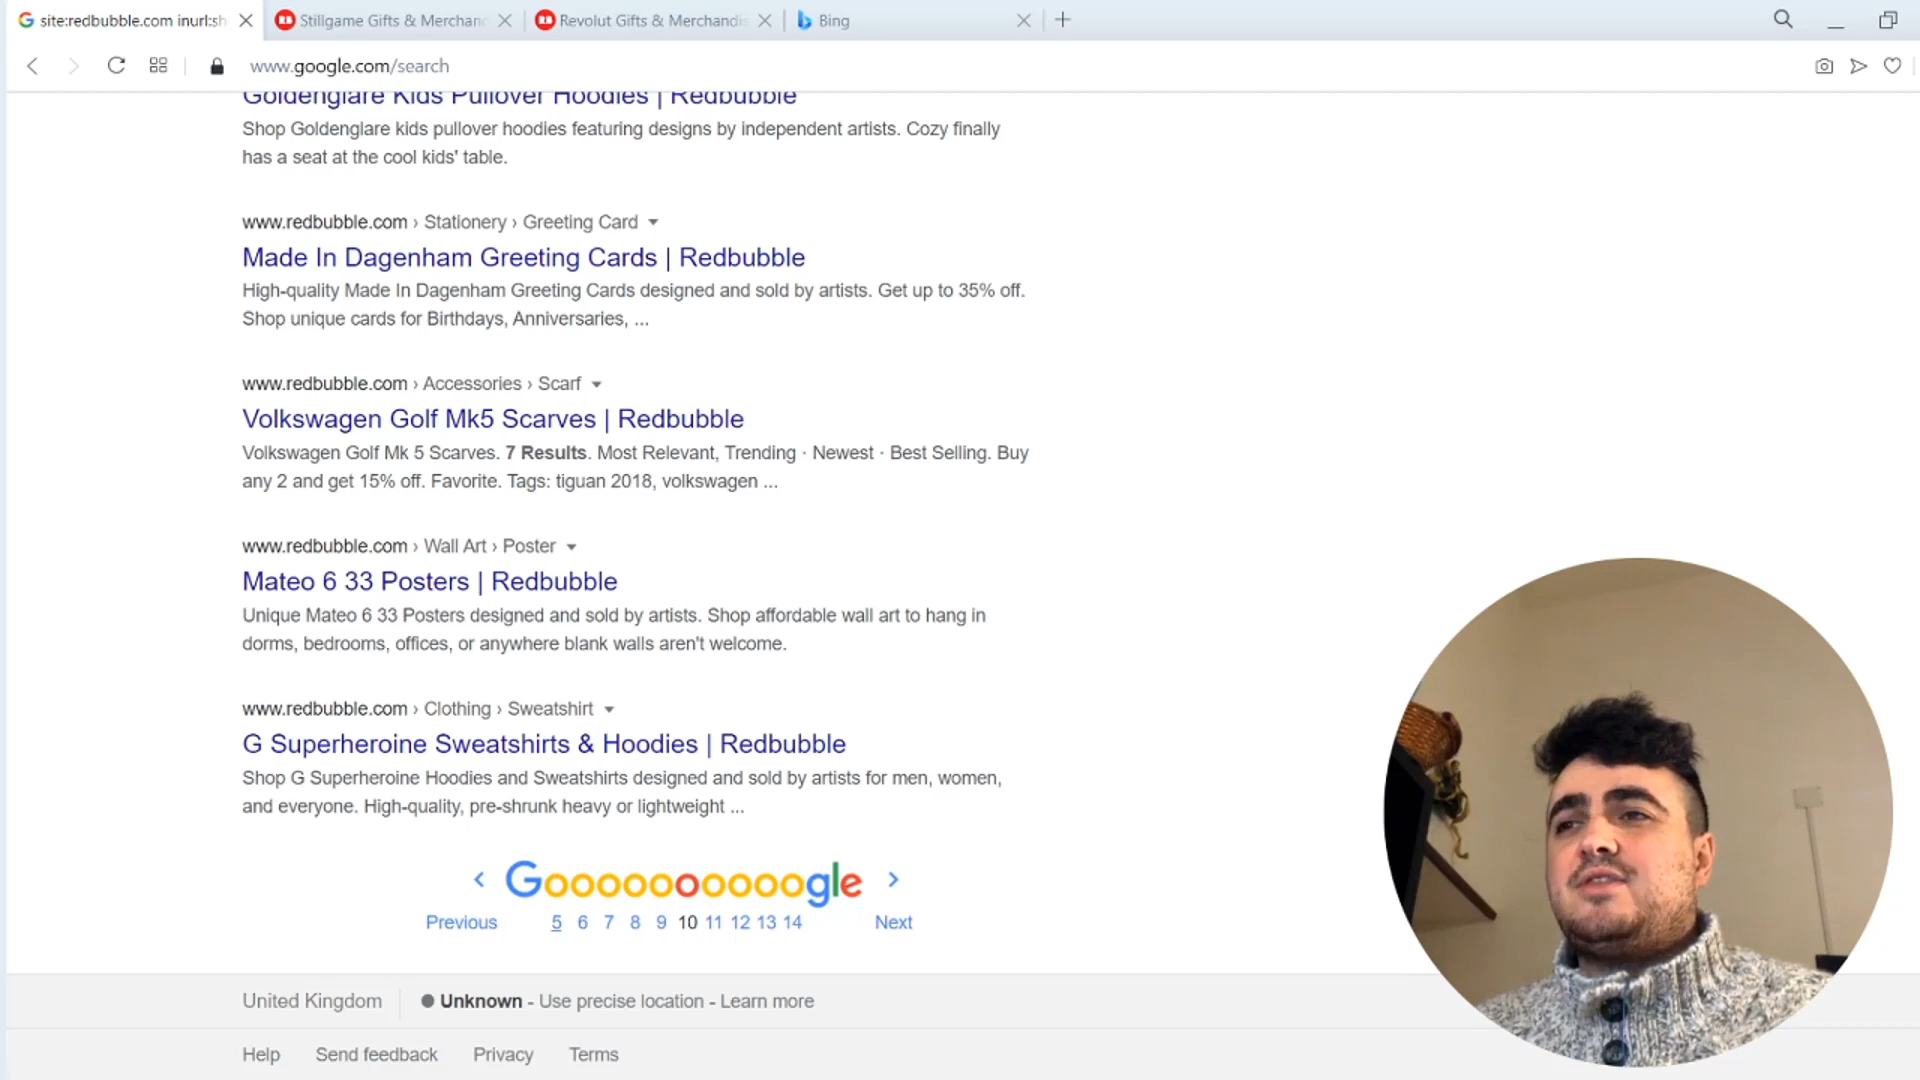 site:redbubble.com inurl:sh
Stillgame Gifts & Merchan
Revolut Gifts & Merchandis
Bing
www.google.com/search
Goldenglare Kids Pullover Hoodies | Redbubble
Shop Goldenglare kids pullover hoodies featuring designs by independent artists. Cozy finally
has a seat at the cool kids' table.
www.redbubble.com › Stationery › Greeting Card
Made In Dagenham Greeting Cards | Redbubble
High-quality Made In Dagenham Greeting Cards designed and sold by artists. Get up to 35% off.
Shop unique cards for Birthdays, Anniversaries, ...
www.redbubble.com › Accessories › Scarf
Volkswagen Golf Mk5 Scarves | Redbubble
Volkswagen Golf Mk 5 Scarves. 7 Results. Most Relevant, Trending · Newest · Best Selling. Buy
any 2 and get 15% off. Favorite. Tags: tiguan 2018, volkswagen ...
www.redbubble.com › Wall Art › Poster
Mateo 6 33 Posters | Redbubble
Unique Mateo 6 33 Posters designed and sold by artists. Shop affordable wall art to hang in
dorms, bedrooms, offices, or anywhere blank walls aren't welcome.
www.redbubble.com › Clothing › Sweatshirt
G Superheroine Sweatshirts & Hoodies | Redbubble
Shop G Superheroine Hoodies and Sweatshirts designed and sold by artists for men, women,
and everyone. High-quality, pre-shrunk heavy or lightweight ...
< Goooooooooogle >
Previous 5 6 7 8 9 10 11 12 13 14 Next
United Kingdom Unknown - Use precise location - Learn more
Help Send feedback Privacy Terms